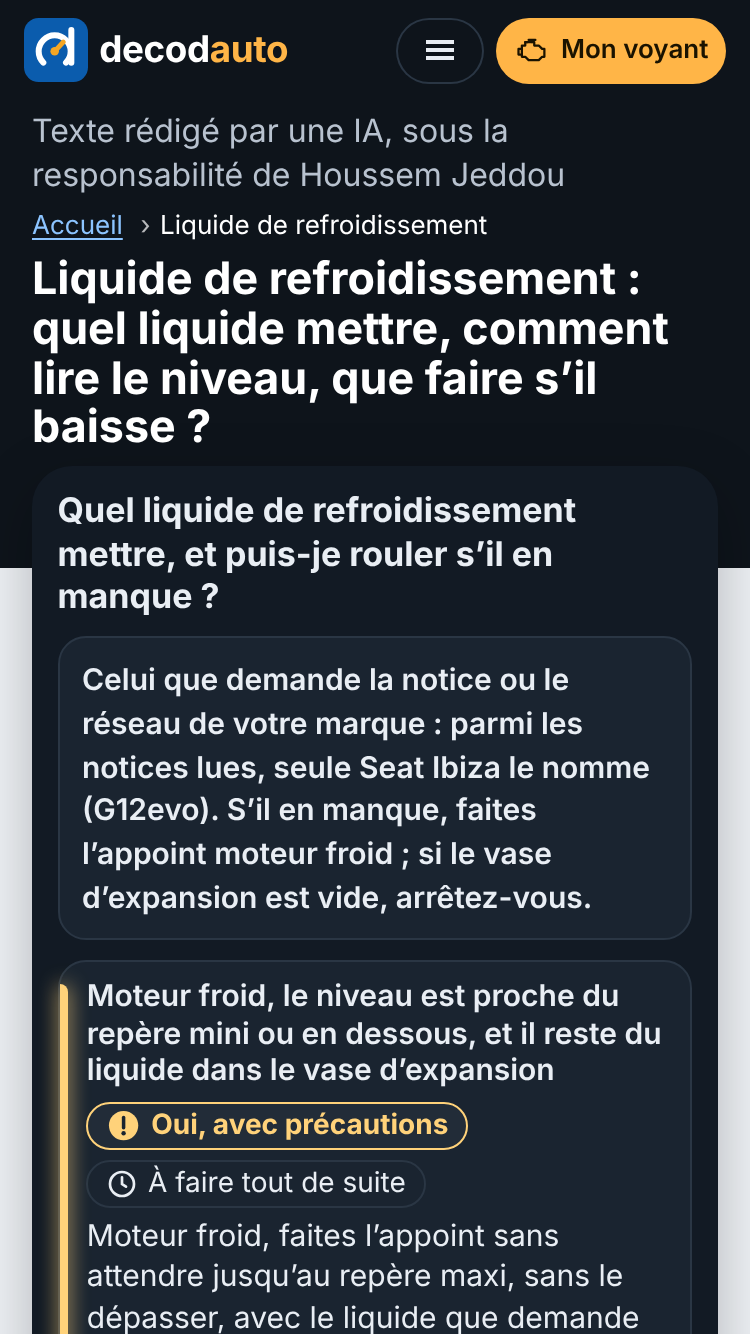 decodauto
Mon voyant
Texte rédigé par une IA, sous la
responsabilité de Houssem Jeddou
Accueil › Liquide de refroidissement
Liquide de refroidissement :
quel liquide mettre, comment
lire le niveau, que faire s’il
baisse ?
Quel liquide de refroidissement
mettre, et puis-je rouler s’il en
manque ?
Celui que demande la notice ou le
réseau de votre marque : parmi les
notices lues, seule Seat Ibiza le nomme
(G12evo). S’il en manque, faites
l’appoint moteur froid ; si le vase
d’expansion est vide, arrêtez-vous.
Moteur froid, le niveau est proche du
repère mini ou en dessous, et il reste du
liquide dans le vase d’expansion
Oui, avec précautions
À faire tout de suite
Moteur froid, faites l’appoint sans
attendre jusqu’au repère maxi, sans le
dépasser, avec le liquide que demande